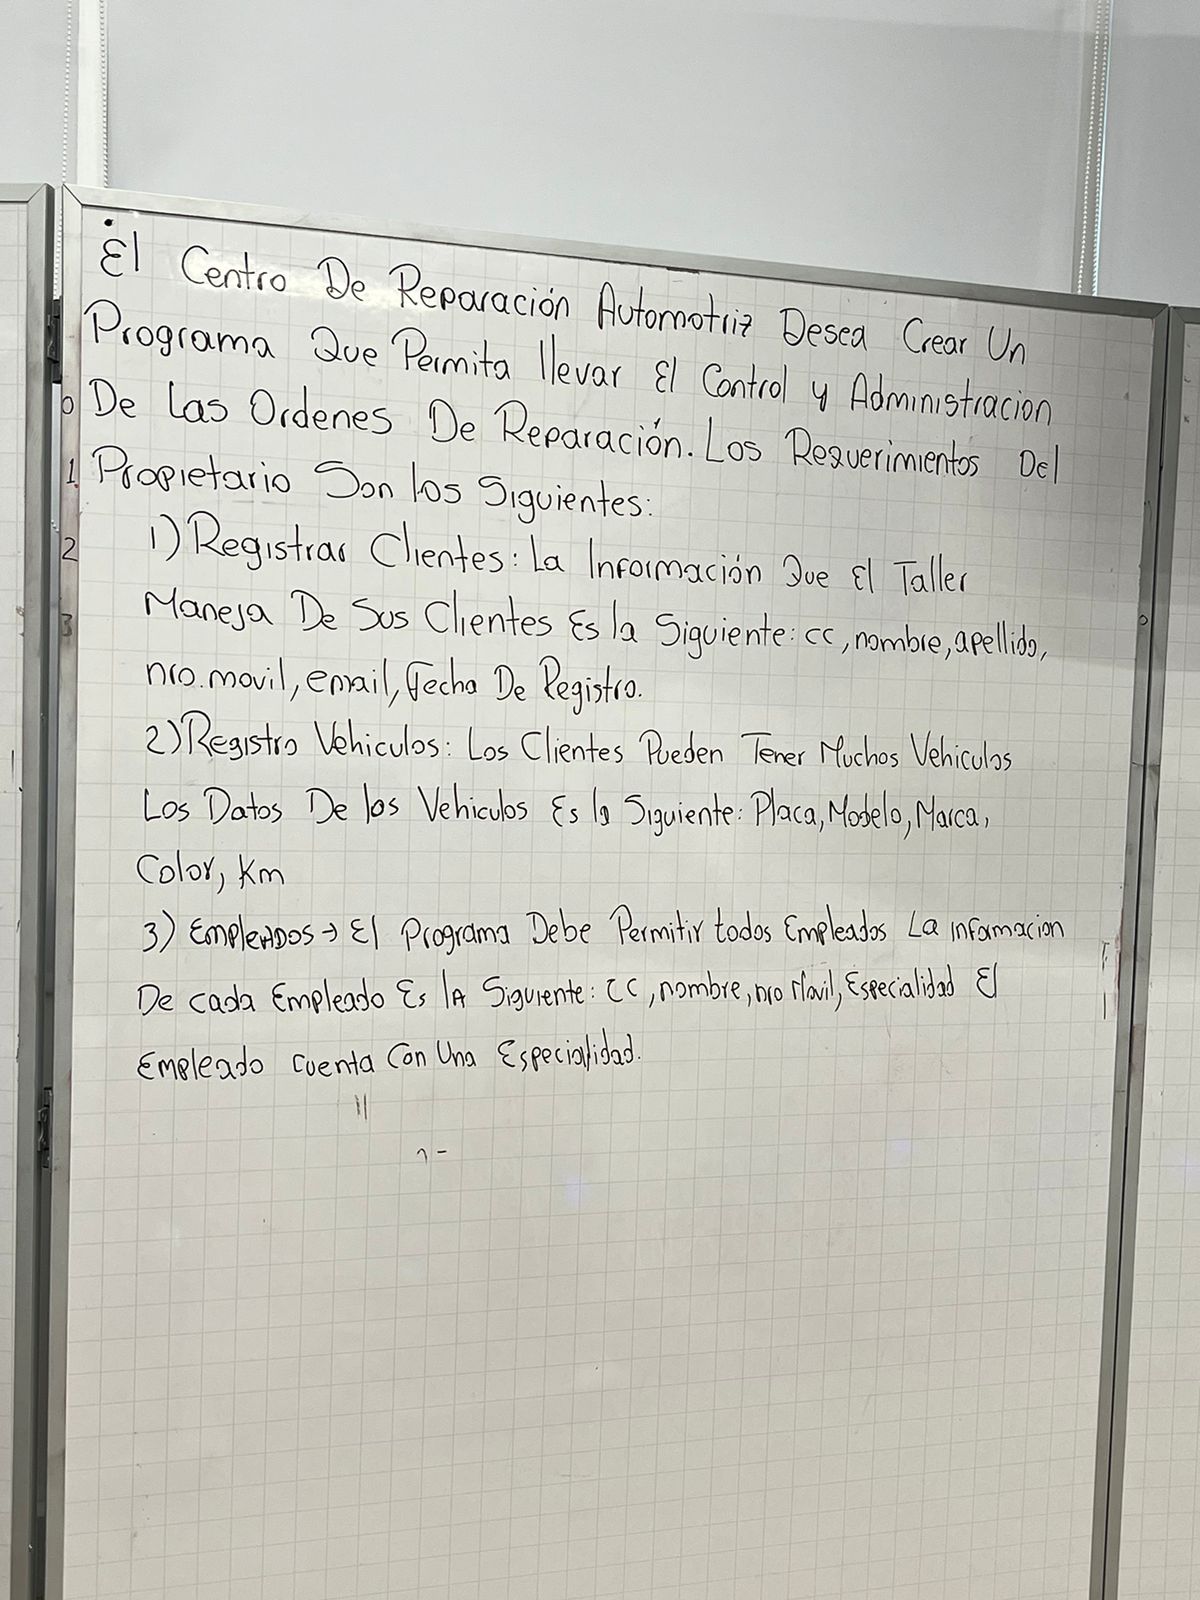 El Centro De Reparación Automotriz Desea Crear Un
Programa Que Permita llevar El Control y Administracion
De Las Ordenes De Reparación. Los Requerimientos Del
Propietario Son los Siguientes:
1) Registrar Clientes: La Información Que El Taller
Maneja De Sus Clientes Es la Siguiente: cc, nombre, apellido,
nro. movil, email, Fecha De Registro.
2) Registro Vehiculos: Los Clientes Pueden Tener Muchos Vehiculos
Los Datos De los Vehiculos Es la Siguiente: Placa, Modelo, Marca,
Color, Km
3) EmpleADOS → El Programa Debe Permitir todos Empleados La Infamacion
De cada Empleado Es lA Siguiente: CC, nombre, nro Movil, Especialidad El
Empleado cuenta Con Una Especialidad.
0
1.
2
3